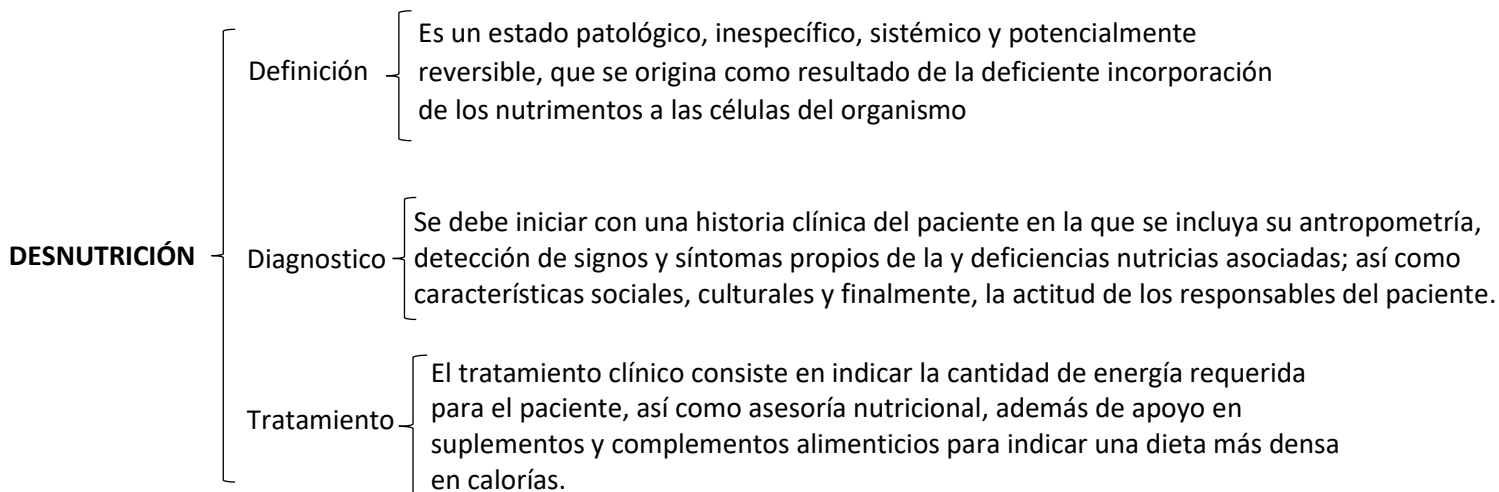 DESNUTRICIÓN
Definición
Es un estado patológico, inespecífico, sistémico y potencialmente
reversible, que se origina como resultado de la deficiente incorporación
de los nutrimentos a las células del organismo
Diagnostico
Se debe iniciar con una historia clínica del paciente en la que se incluya su antropometría,
detección de signos y síntomas propios de la y deficiencias nutricias asociadas; así como
características sociales, culturales y finalmente, la actitud de los responsables del paciente.
Tratamiento
El tratamiento clínico consiste en indicar la cantidad de energía requerida
para el paciente, así como asesoría nutricional, además de apoyo en
suplementos y complementos alimenticios para indicar una dieta más densa
en calorías.